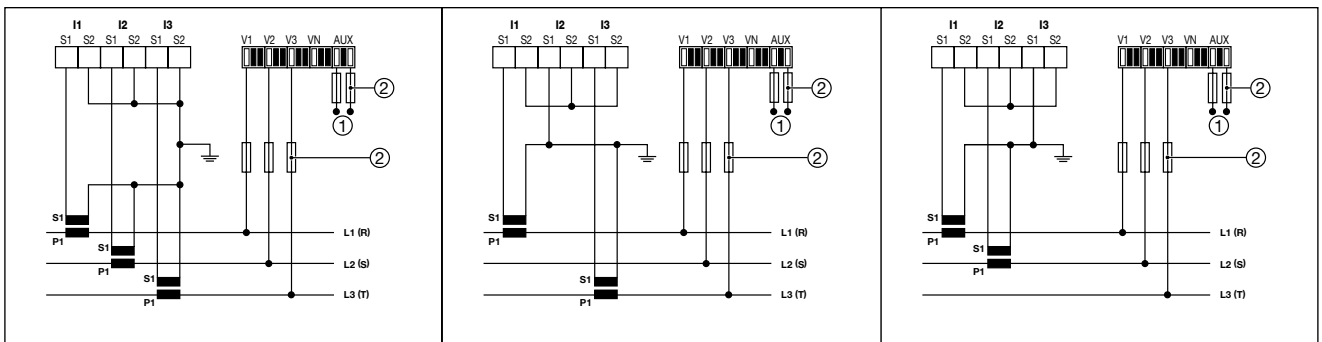 I1 I2 I3
S1 S2 S1 S2 S1 S2 V1 V2 V3 VN AUX
2
1
2
S1
P1 L1 (R)
S1
P1 L2 (S)
S1
P1 L3 (T)
I1 I2 I3
S1 S2 S1 S2 S1 S2 V1 V2 V3 VN AUX
2
1
2
S1
P1 L1 (R)
L2 (S)
S1
P1 L3 (T)
I1 I2 I3
S1 S2 S1 S2 S1 S2 V1 V2 V3 VN AUX
2
1
2
S1
P1 L1 (R)
S1
P1 L2 (S)
L3 (T)